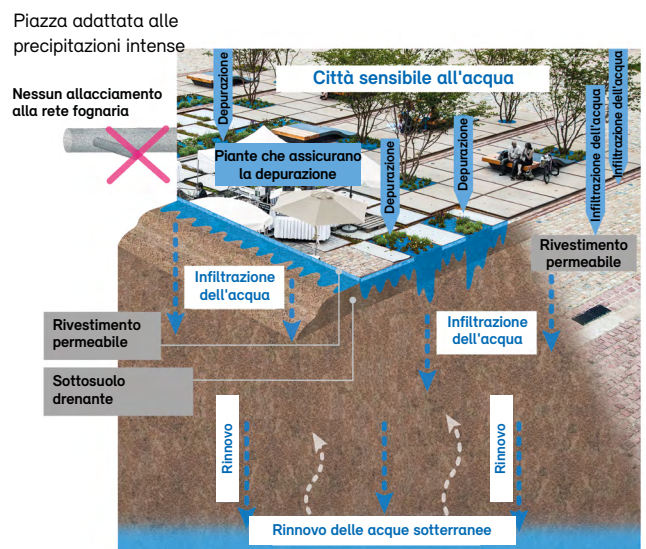 Piazza adattata alle
precipitazioni intense
Città sensibile all'acqua
Nessun allacciamento
alla rete fognaria
Depurazione
Piante che assicurano
la depurazione
Depurazione
Depurazione
Infiltrazione dell'acqua
Infiltrazione dell'acqua
Rivestimento
permeabile
Infiltrazione
dell'acqua
Rivestimento
permeabile
Infiltrazione
dell'acqua
Sottosuolo
drenante
Rinnovo
Rinnovo
Rinnovo delle acque sotterranee